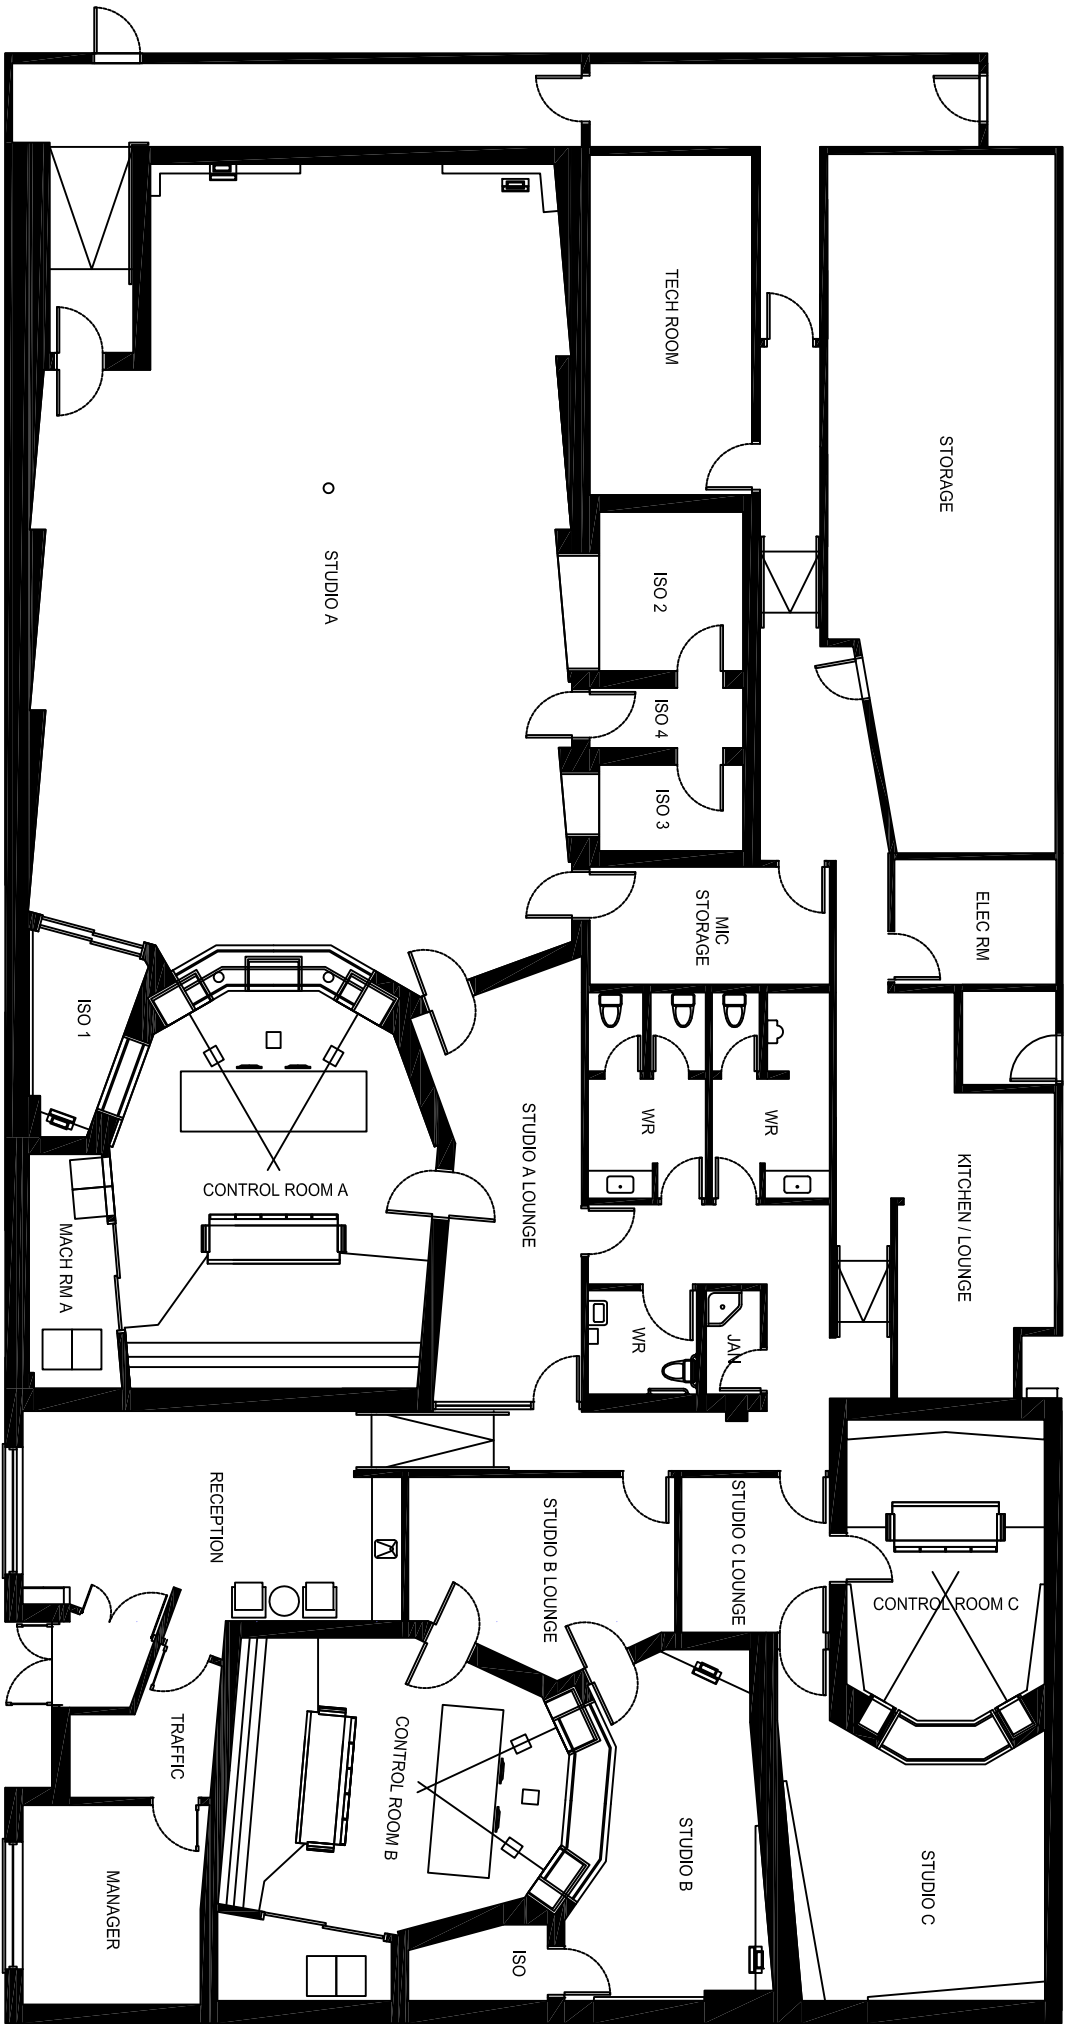 TECH ROOM
STORAGE
STUDIO A
ISO 2
ISO 4
ISO 3
MIC
STORAGE
ELEC RM
ISO 1
STUDIO A LOUNGE
WR
WR
KITCHEN / LOUNGE
CONTROL ROOM A
MACH RM A
WR
JAN
RECEPTION
STUDIO B LOUNGE
STUDIO C LOUNGE
CONTROL ROOM C
TRAFFIC
CONTROL ROOM B
STUDIO B
STUDIO C
MANAGER
ISO